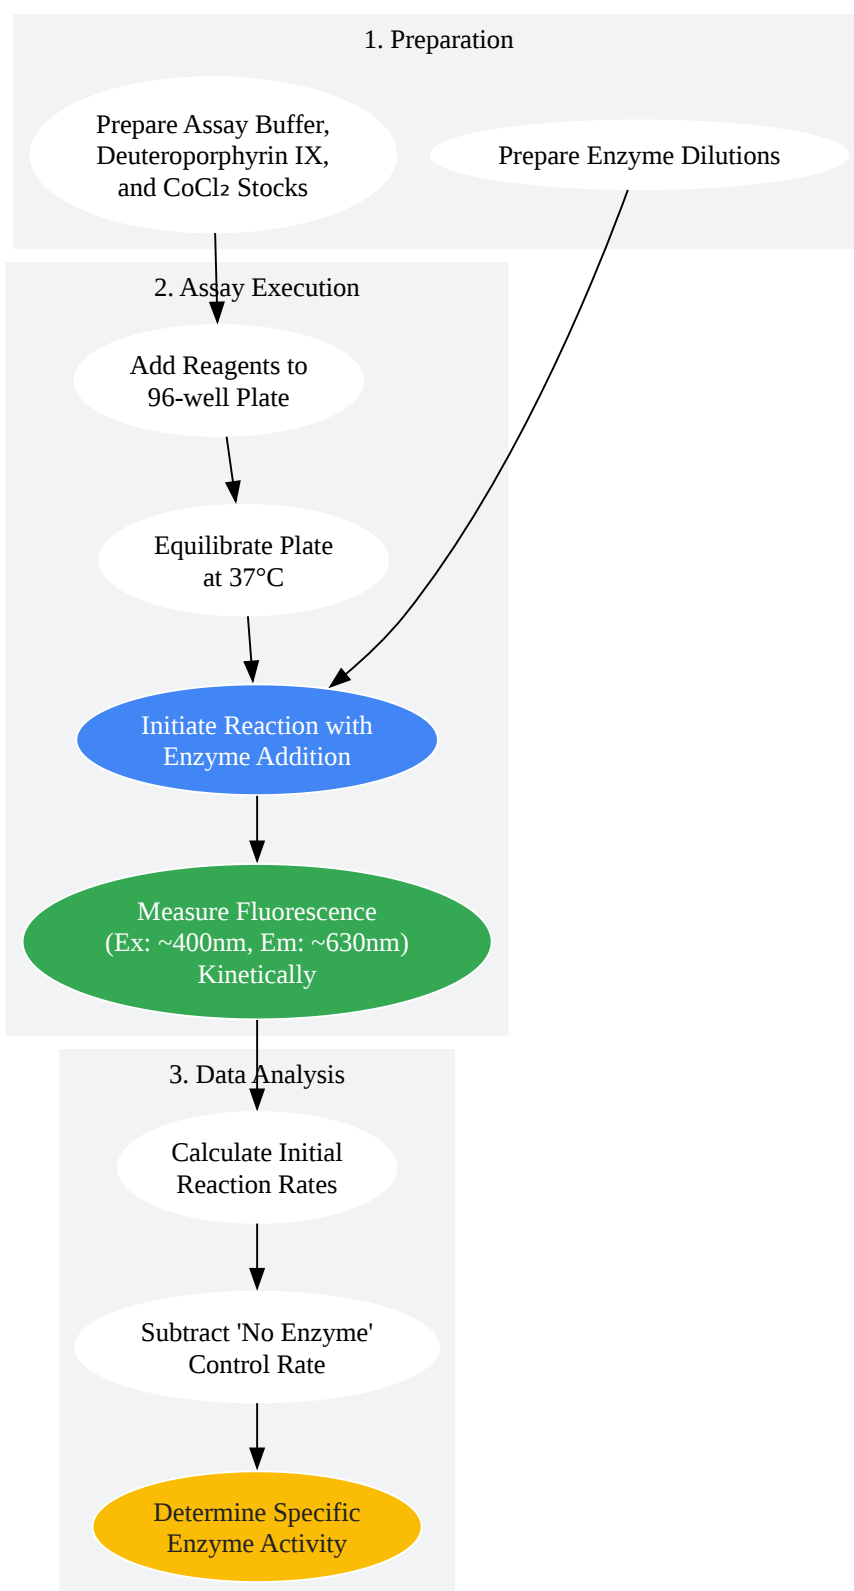 1. Preparation
Prepare Assay Buffer,
Deuteroporphyrin IX,
and CoCl₂ Stocks
Prepare Enzyme Dilutions
2. Assay Execution
Add Reagents to
96-well Plate
Equilibrate Plate
at 37°C
Initiate Reaction with
Enzyme Addition
Measure Fluorescence
(Ex: ~400nm, Em: ~630nm)
Kinetically
3. Data Analysis
Calculate Initial
Reaction Rates
Subtract 'No Enzyme'
Control Rate
Determine Specific
Enzyme Activity